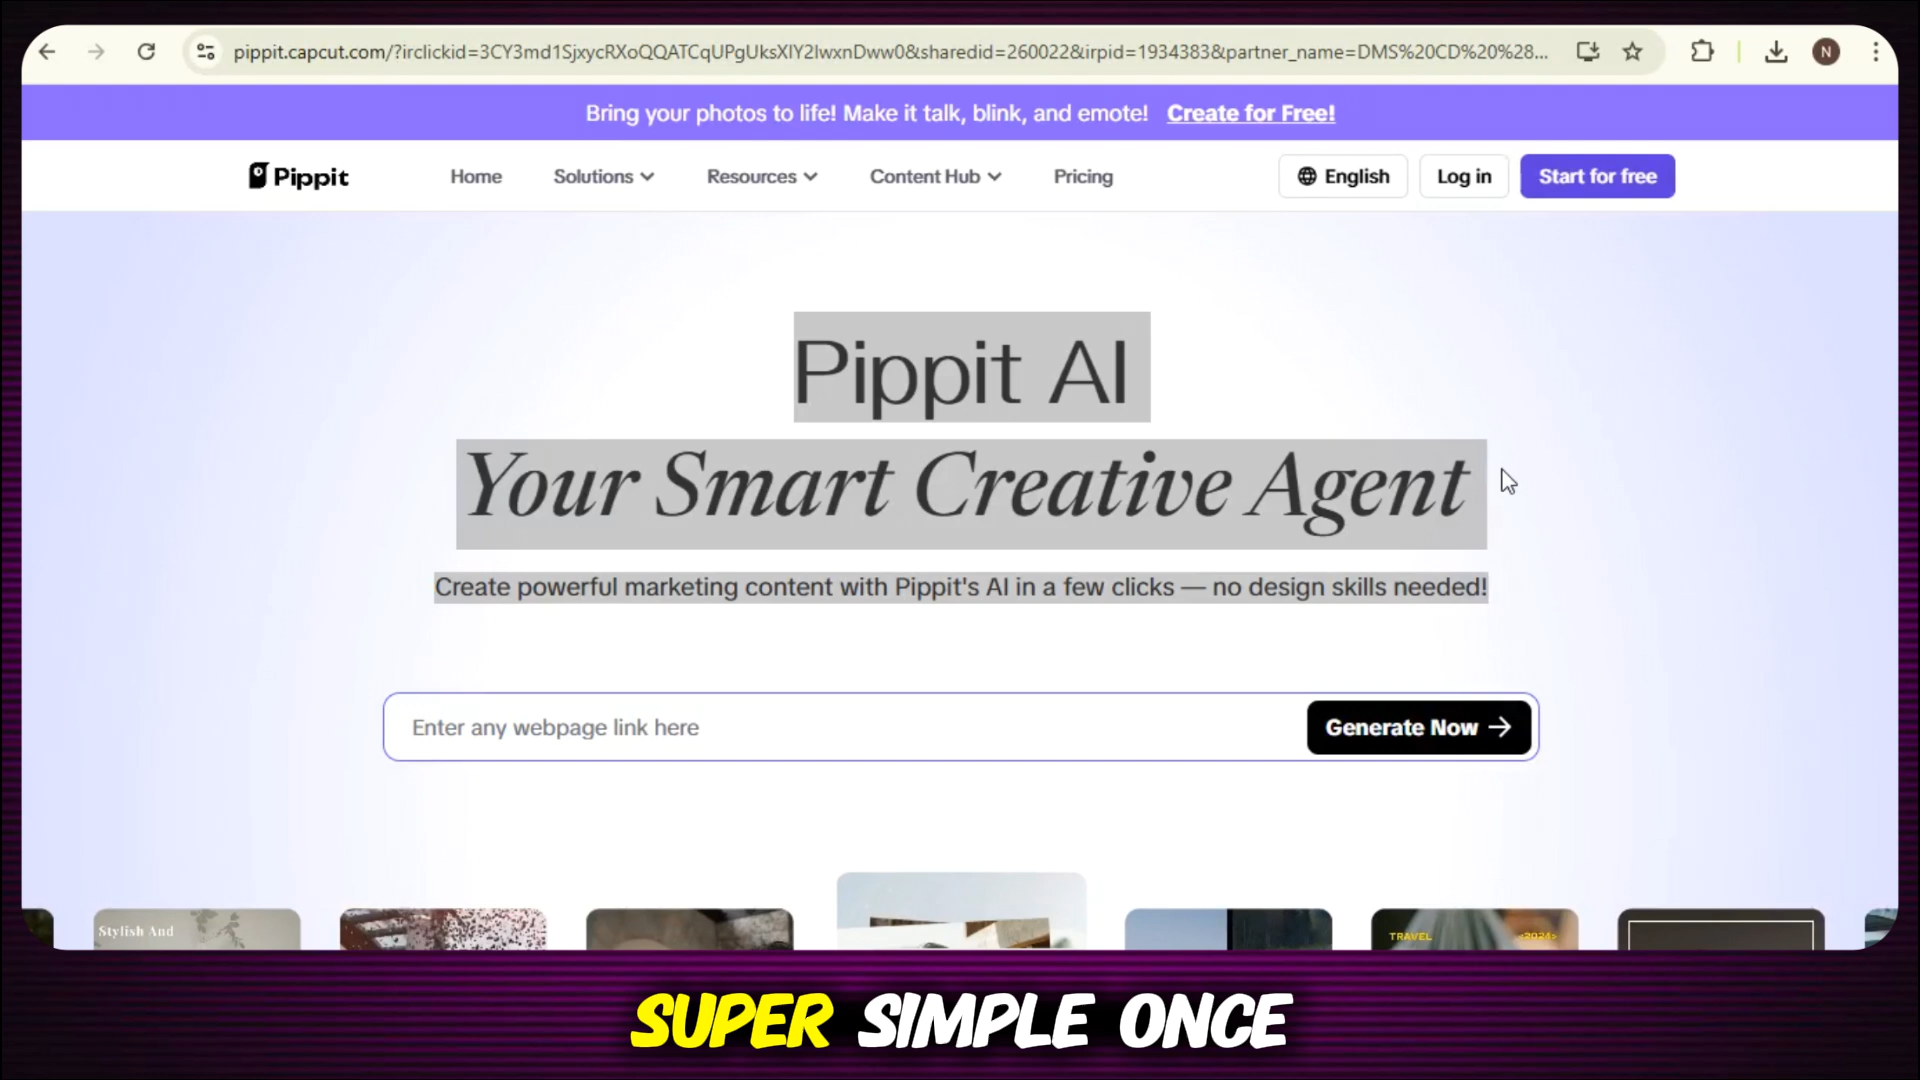 pippit.capcut.com/?irclickid=3CY3md1SjxycRXoQQATCqUPgUksXIY2IwxnDww0&sharedid=260022&irpid=1934383&partner_name=DMS%20CD%20%28...
N
Bring your photos to life! Make it talk, blink, and emote! Create for Free!
Pippit Home Solutions Resources Content Hub Pricing English Log in Start for free
Pippit AI
Your Smart Creative Agent
Create powerful marketing content with Pippit's AI in a few clicks — no design skills needed!
Enter any webpage link here Generate Now →
Stylish And
TRAVEL <2024>
SUPER SIMPLE ONCE